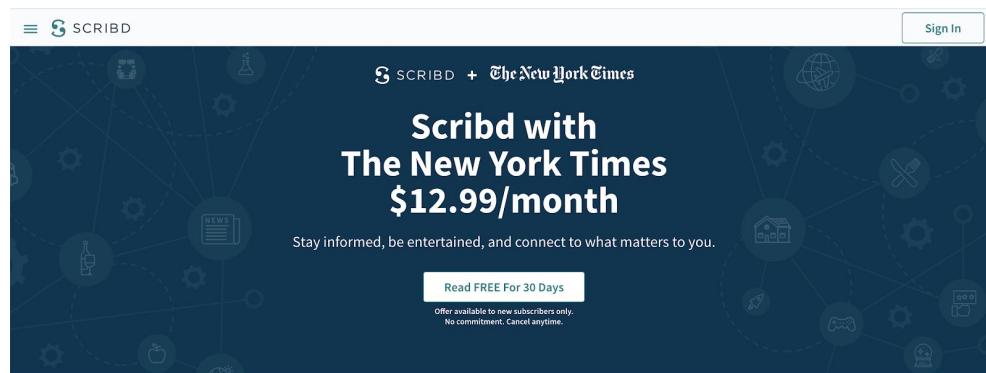 SCRIBD
Sign In
SCRIBD + The New York Times
Scribd with
The New York Times
$12.99/month
NEWS
Stay informed, be entertained, and connect to what matters to you.
Read FREE For 30 Days
Offer available to new subscribers only.
No commitment. Cancel anytime.